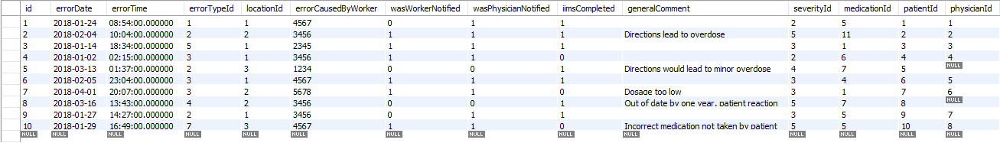 id errorDate errorTime errorTypeId locationId errorCausedByWorker wasWorkerNotified wasPhysicianNotified iimsCompleted generalComment severityId medicationId patientId physicianId
1 2018-01-24 08:54:00.000000 1 1 4567 0 1 1 2 5 1 1
2 2018-02-04 10:04:00.000000 2 2 3456 1 1 1 Directions lead to overdose 5 11 2 2
3 2018-01-14 18:34:00.000000 5 1 2345 1 1 1 3 1 3 3
4 2018-01-02 02:15:00.000000 3 1 3456 1 1 0 2 6 4 4
5 2018-03-13 01:37:00.000000 2 3 1234 0 0 1 Directions would lead to minor overdose 4 7 5 NULL
6 2018-02-05 23:04:00.000000 3 1 4567 1 1 0 3 4 6 5
7 2018-04-01 20:07:00.000000 3 2 5678 1 1 0 Dosage too low 3 1 7 6
8 2018-03-16 13:43:00.000000 4 2 3456 0 0 1 Out of date by one year, patient reaction 5 7 8 NULL
9 2018-01-27 14:27:00.000000 2 1 3456 0 1 1 3 5 9 7
10 2018-01-29 16:49:00.000000 7 3 4567 1 1 0 Incorrect medication not taken by patient 5 5 10 8
NULL NULL NULL NULL NULL NULL NULL NULL NULL NULL NULL NULL NULL NULL